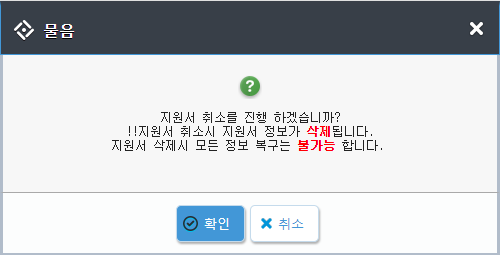 물음
지원서 취소를 진행 하겠습니까?
!!지원서 취소시 지원서 정보가 삭제됩니다.
지원서 삭제시 모든 정보 복구는 불가능 합니다.
확인
취소